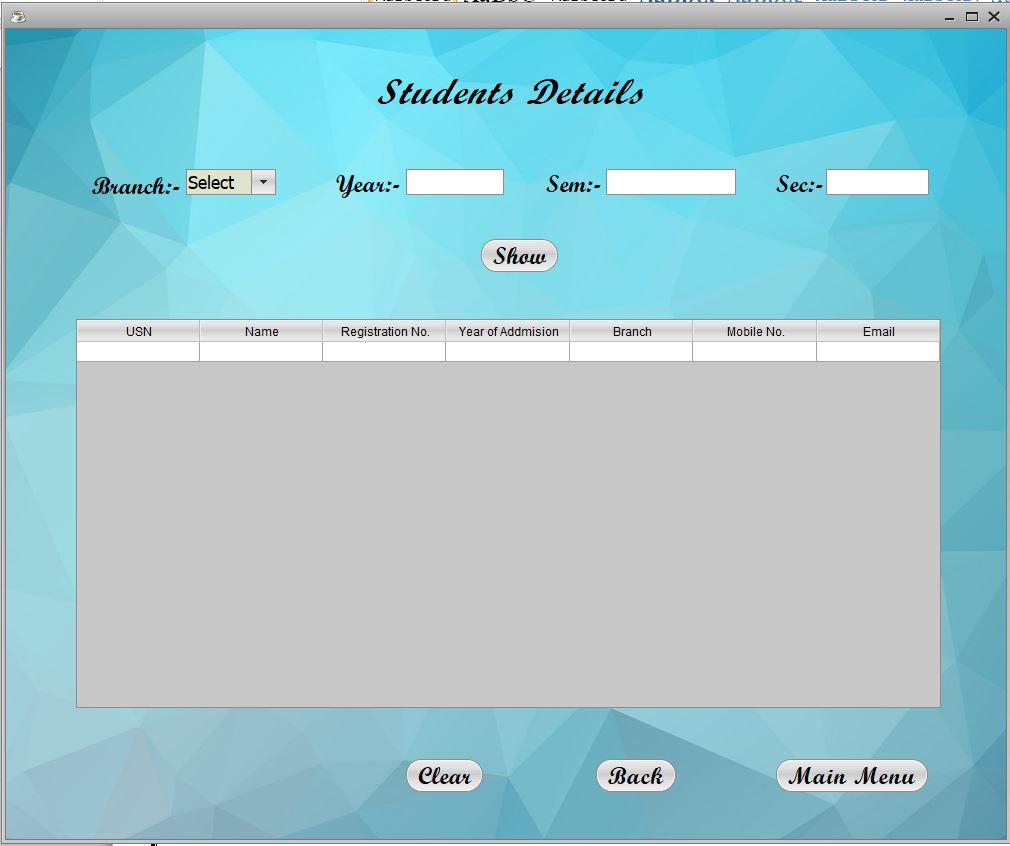 Students Details
Branch:- Select Year:- Sem:- Sec:-
Show
USN Name Registration No. Year of Addmision Branch Mobile No. Email
Clear Back Main Menu